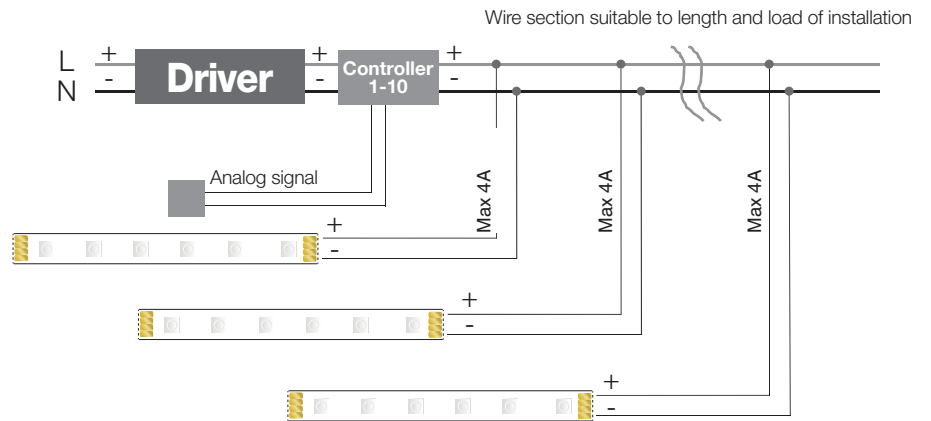 Wire section suitable to length and load of installation
L + + +
Driver
Controller
1-10
N - - -
Analog signal
Max 4A
Max 4A
Max 4A
+
-
+
-
+
-